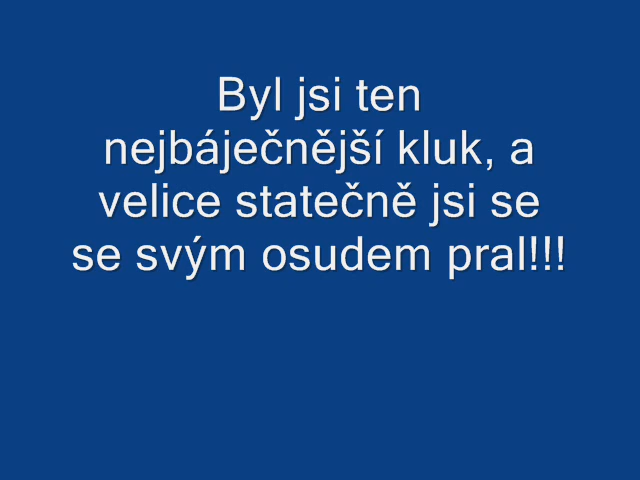 Byl jsi ten
nejbáječnější kluk, a
velice statečně jsi se
se svým osudem pral!!!